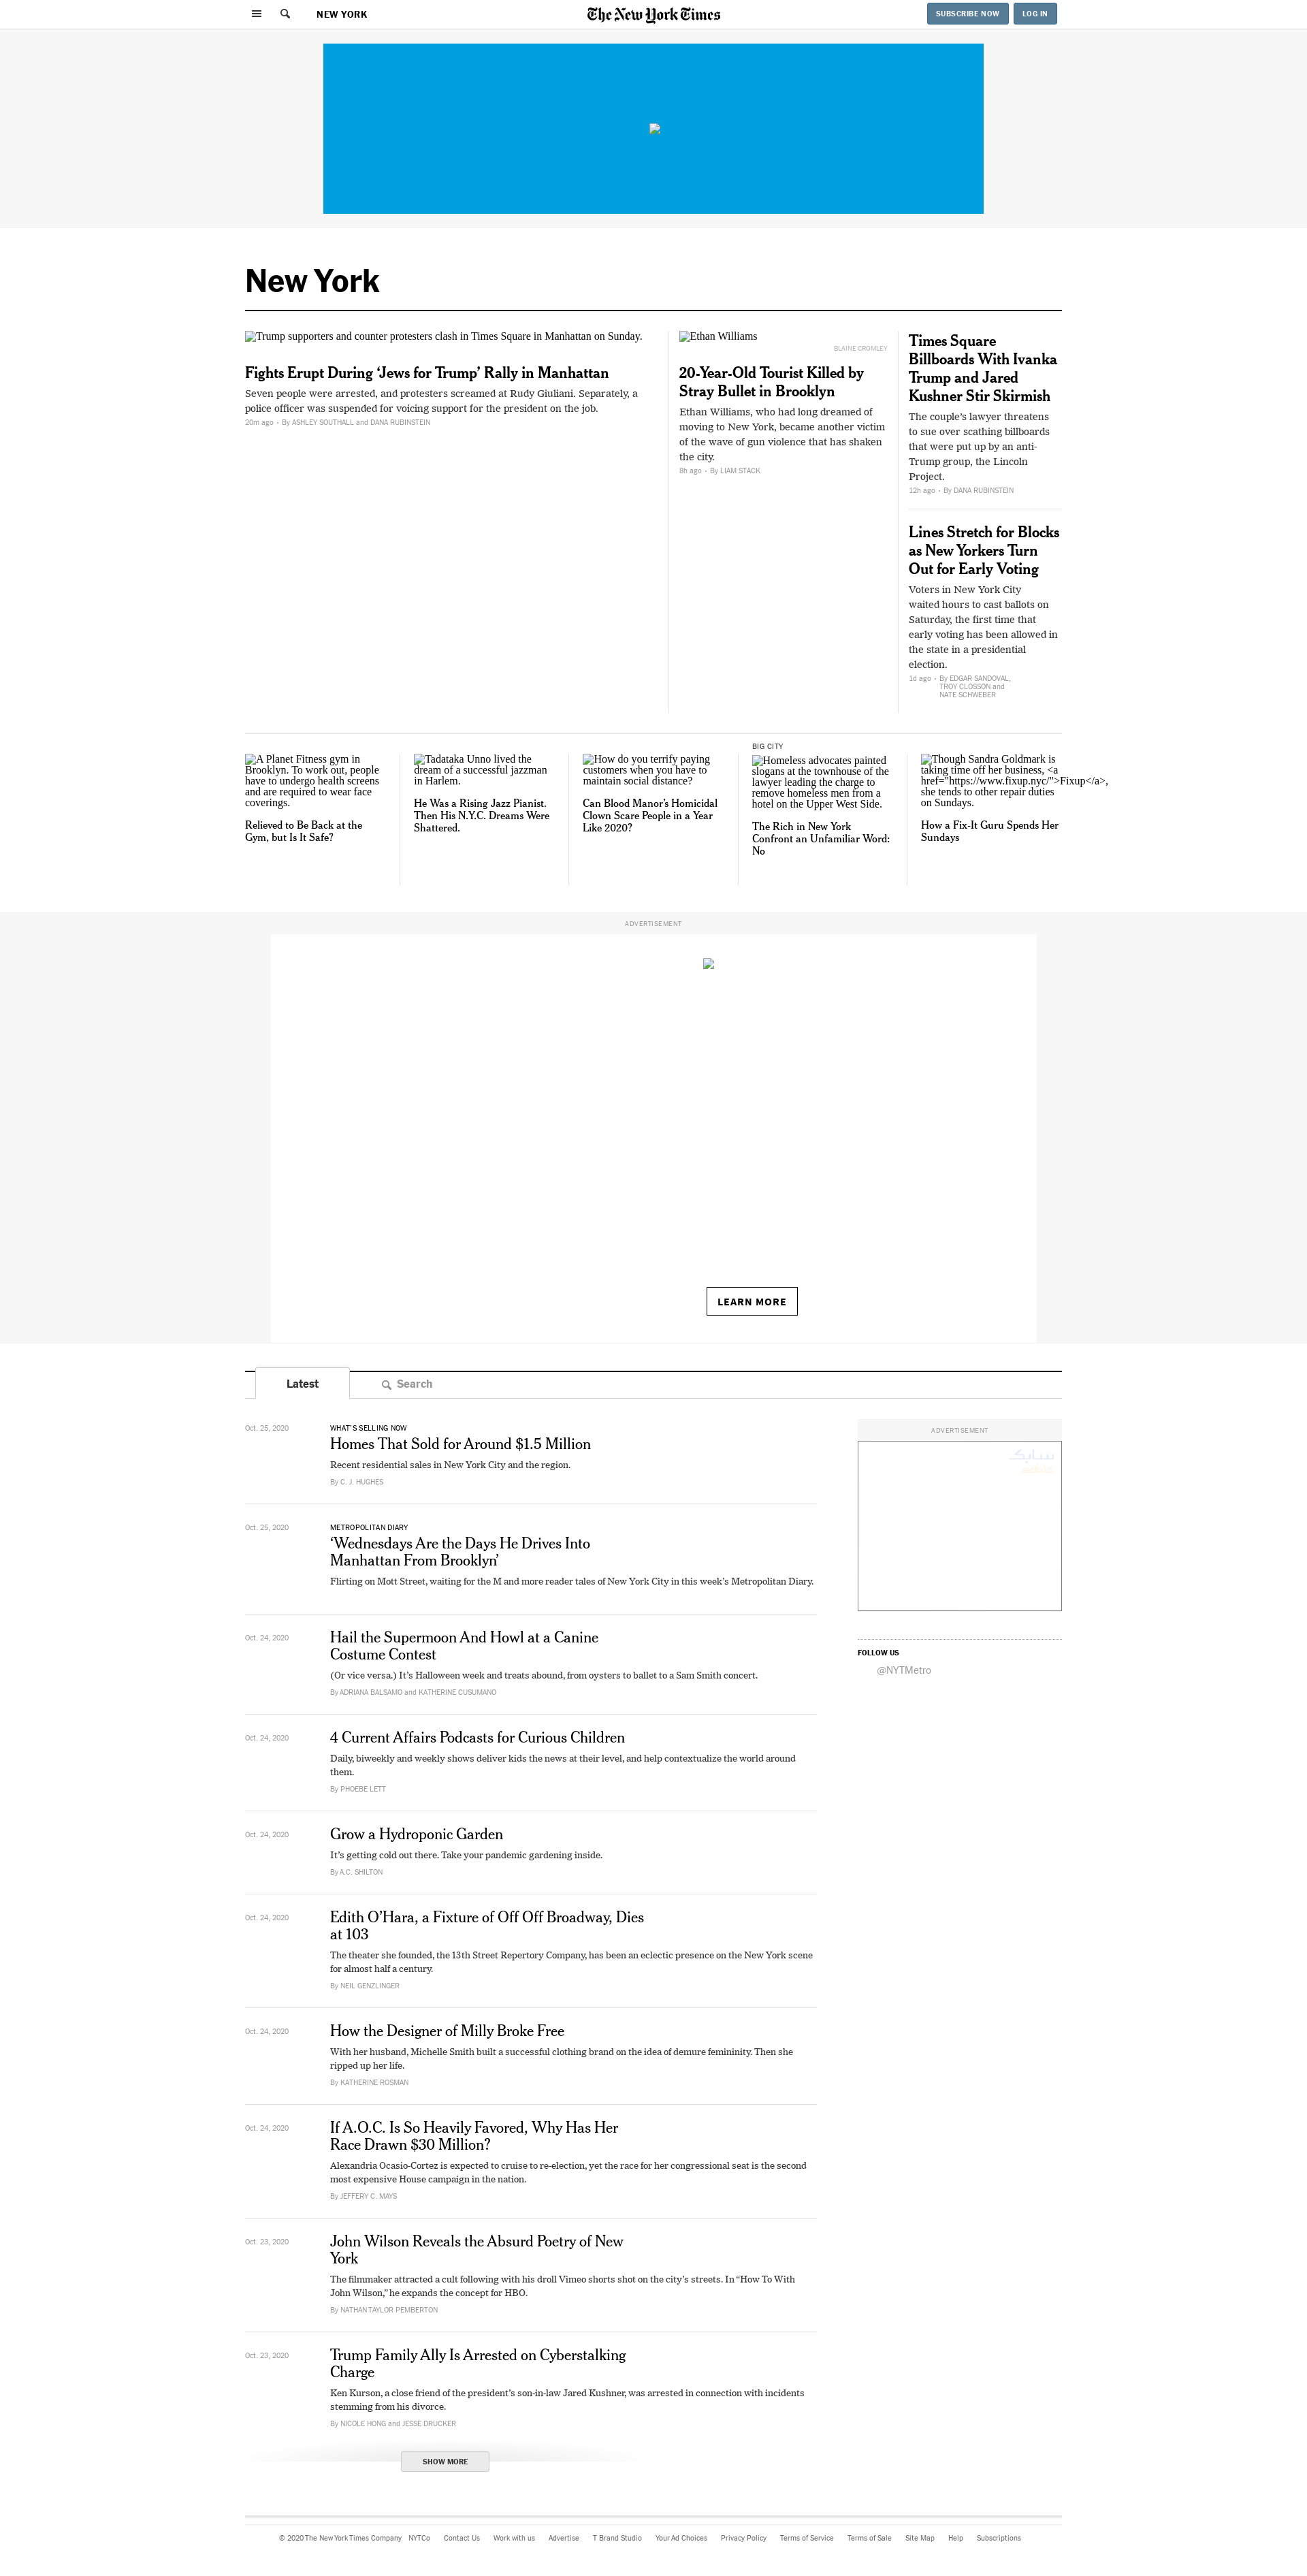 NEW YORK
The New York Times
SUBSCRIBE NOW
LOG IN
New York
Trump supporters and counter protesters clash in Times Square in Manhattan on Sunday.
Fights Erupt During ‘Jews for Trump’ Rally in Manhattan
Seven people were arrested, and protesters screamed at Rudy Giuliani. Separately, a
police officer was suspended for voicing support for the president on the job.
20m ago • By ASHLEY SOUTHALL and DANA RUBINSTEIN
Ethan Williams
BLAINE CROMLEY
20-Year-Old Tourist Killed by
Stray Bullet in Brooklyn
Ethan Williams, who had long dreamed of
moving to New York, became another victim
of the wave of gun violence that has shaken
the city.
8h ago • By LIAM STACK
Times Square
Billboards With Ivanka
Trump and Jared
Kushner Stir Skirmish
The couple’s lawyer threatens
to sue over scathing billboards
that were put up by an anti-
Trump group, the Lincoln
Project.
12h ago • By DANA RUBINSTEIN
Lines Stretch for Blocks
as New Yorkers Turn
Out for Early Voting
Voters in New York City
waited hours to cast ballots on
Saturday, the first time that
early voting has been allowed in
the state in a presidential
election.
1d ago • By EDGAR SANDOVAL,
TROY CLOSSON and
NATE SCHWEBER
A Planet Fitness gym in
Brooklyn. To work out, people
have to undergo health screens
and are required to wear face
coverings.
Relieved to Be Back at the
Gym, but Is It Safe?
Tadataka Unno lived the
dream of a successful jazzman
in Harlem.
He Was a Rising Jazz Pianist.
Then His N.Y.C. Dreams Were
Shattered.
How do you terrify paying
customers when you have to
maintain social distance?
Can Blood Manor’s Homicidal
Clown Scare People in a Year
Like 2020?
BIG CITY
Homeless advocates painted
slogans at the townhouse of the
lawyer leading the charge to
remove homeless men from a
hotel on the Upper West Side.
The Rich in New York
Confront an Unfamiliar Word:
No
Though Sandra Goldmark is
taking time off her business, <a
href="https://www.fixup.nyc/">Fixup</a>,
she tends to other repair duties
on Sundays.
How a Fix-It Guru Spends Her
Sundays
ADVERTISEMENT
LEARN MORE
Latest
Search
Oct. 25, 2020
WHAT’S SELLING NOW
Homes That Sold for Around $1.5 Million
Recent residential sales in New York City and the region.
By C. J. HUGHES
Oct. 25, 2020
METROPOLITAN DIARY
‘Wednesdays Are the Days He Drives Into
Manhattan From Brooklyn’
Flirting on Mott Street, waiting for the M and more reader tales of New York City in this week’s Metropolitan Diary.
Oct. 24, 2020
Hail the Supermoon And Howl at a Canine
Costume Contest
(Or vice versa.) It’s Halloween week and treats abound, from oysters to ballet to a Sam Smith concert.
By ADRIANA BALSAMO and KATHERINE CUSUMANO
Oct. 24, 2020
4 Current Affairs Podcasts for Curious Children
Daily, biweekly and weekly shows deliver kids the news at their level, and help contextualize the world around
them.
By PHOEBE LETT
Oct. 24, 2020
Grow a Hydroponic Garden
It’s getting cold out there. Take your pandemic gardening inside.
By A.C. SHILTON
Oct. 24, 2020
Edith O’Hara, a Fixture of Off Off Broadway, Dies
at 103
The theater she founded, the 13th Street Repertory Company, has been an eclectic presence on the New York scene
for almost half a century.
By NEIL GENZLINGER
Oct. 24, 2020
How the Designer of Milly Broke Free
With her husband, Michelle Smith built a successful clothing brand on the idea of demure femininity. Then she
ripped up her life.
By KATHERINE ROSMAN
Oct. 24, 2020
If A.O.C. Is So Heavily Favored, Why Has Her
Race Drawn $30 Million?
Alexandria Ocasio-Cortez is expected to cruise to re-election, yet the race for her congressional seat is the second
most expensive House campaign in the nation.
By JEFFERY C. MAYS
Oct. 23, 2020
John Wilson Reveals the Absurd Poetry of New
York
The filmmaker attracted a cult following with his droll Vimeo shorts shot on the city’s streets. In “How To With
John Wilson,” he expands the concept for HBO.
By NATHAN TAYLOR PEMBERTON
Oct. 23, 2020
Trump Family Ally Is Arrested on Cyberstalking
Charge
Ken Kurson, a close friend of the president’s son-in-law Jared Kushner, was arrested in connection with incidents
stemming from his divorce.
By NICOLE HONG and JESSE DRUCKER
SHOW MORE
ADVERTISEMENT
سابك
sabic
FOLLOW US
@NYTMetro
© 2020 The New York Times Company NYTCo Contact Us Work with us Advertise T Brand Studio Your Ad Choices Privacy Policy Terms of Service Terms of Sale Site Map Help Subscriptions